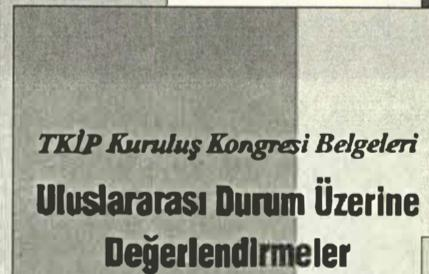 TKİP Kuruluş Kongresi Belgeleri
Uluslararası Durum Üzerine
Değerlendirmeler